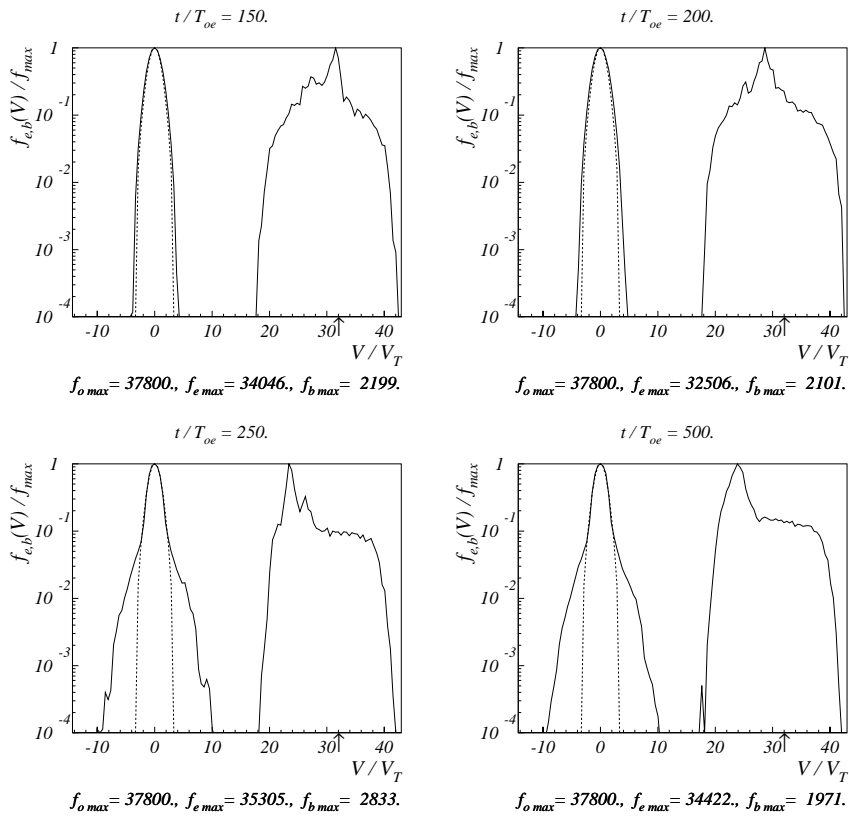 t / T_oe = 150.
f_e,b(V) / f_max
1
10^-1
10^-2
10^-3
10^-4
-10 0 10 20 30 40
V / V_T
f_o max= 37800., f_e max= 34046., f_b max= 2199.
t / T_oe = 200.
f_e,b(V) / f_max
1
10^-1
10^-2
10^-3
10^-4
-10 0 10 20 30 40
V / V_T
f_o max= 37800., f_e max= 32506., f_b max= 2101.
t / T_oe = 250.
f_e,b(V) / f_max
1
10^-1
10^-2
10^-3
10^-4
-10 0 10 20 30 40
V / V_T
f_o max= 37800., f_e max= 35305., f_b max= 2833.
t / T_oe = 500.
f_e,b(V) / f_max
1
10^-1
10^-2
10^-3
10^-4
-10 0 10 20 30 40
V / V_T
f_o max= 37800., f_e max= 34422., f_b max= 1971.